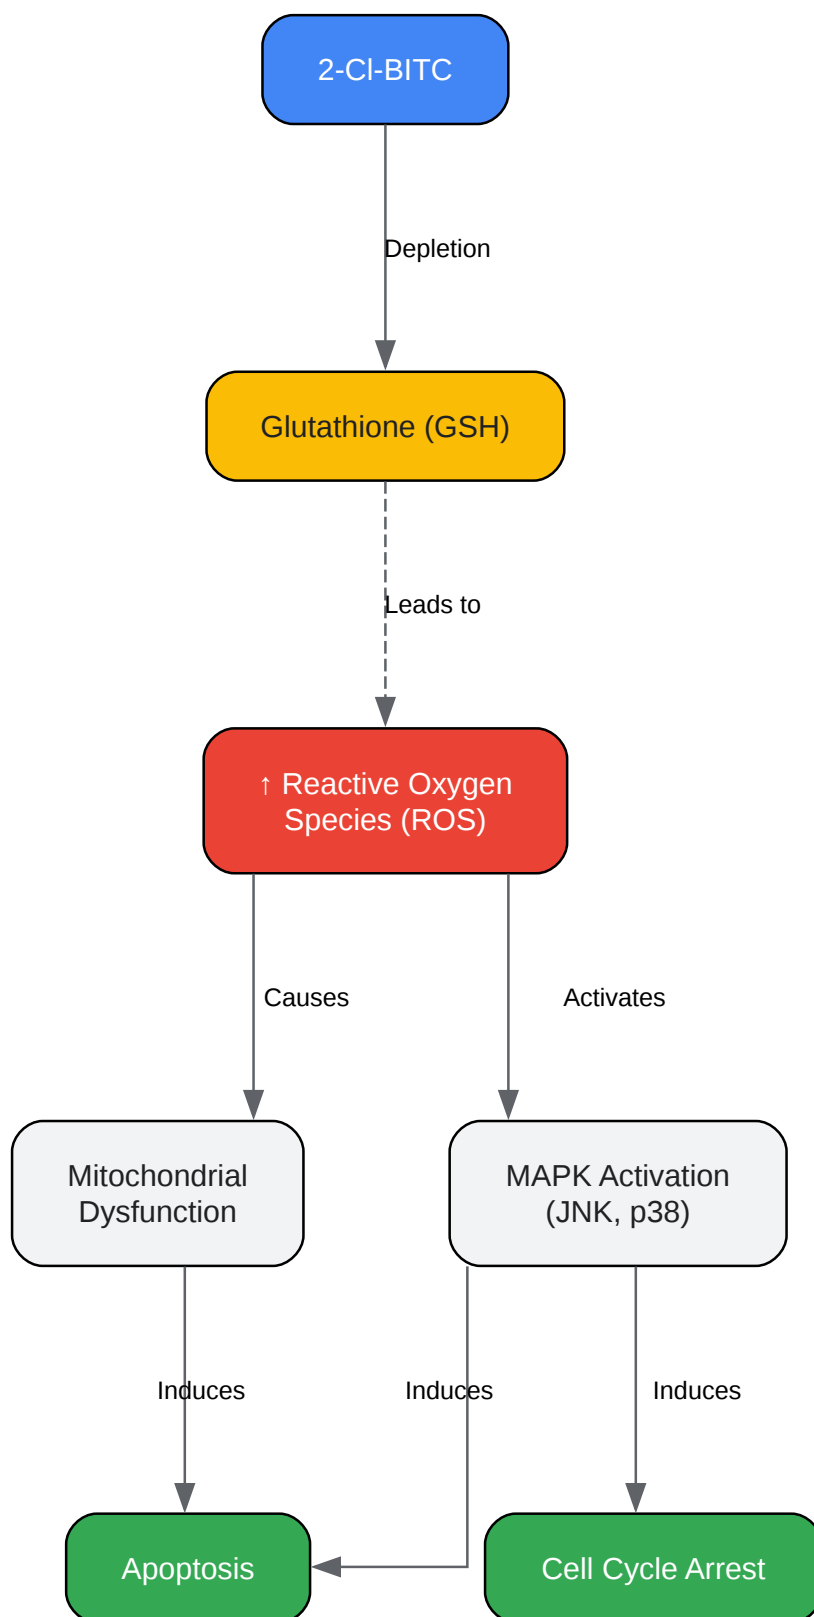 2-Cl-BITC
Depletion
Glutathione (GSH)
Leads to
↑ Reactive Oxygen
Species (ROS)
Causes
Activates
Mitochondrial
Dysfunction
MAPK Activation
(JNK, p38)
Induces
Induces
Induces
Apoptosis
Cell Cycle Arrest